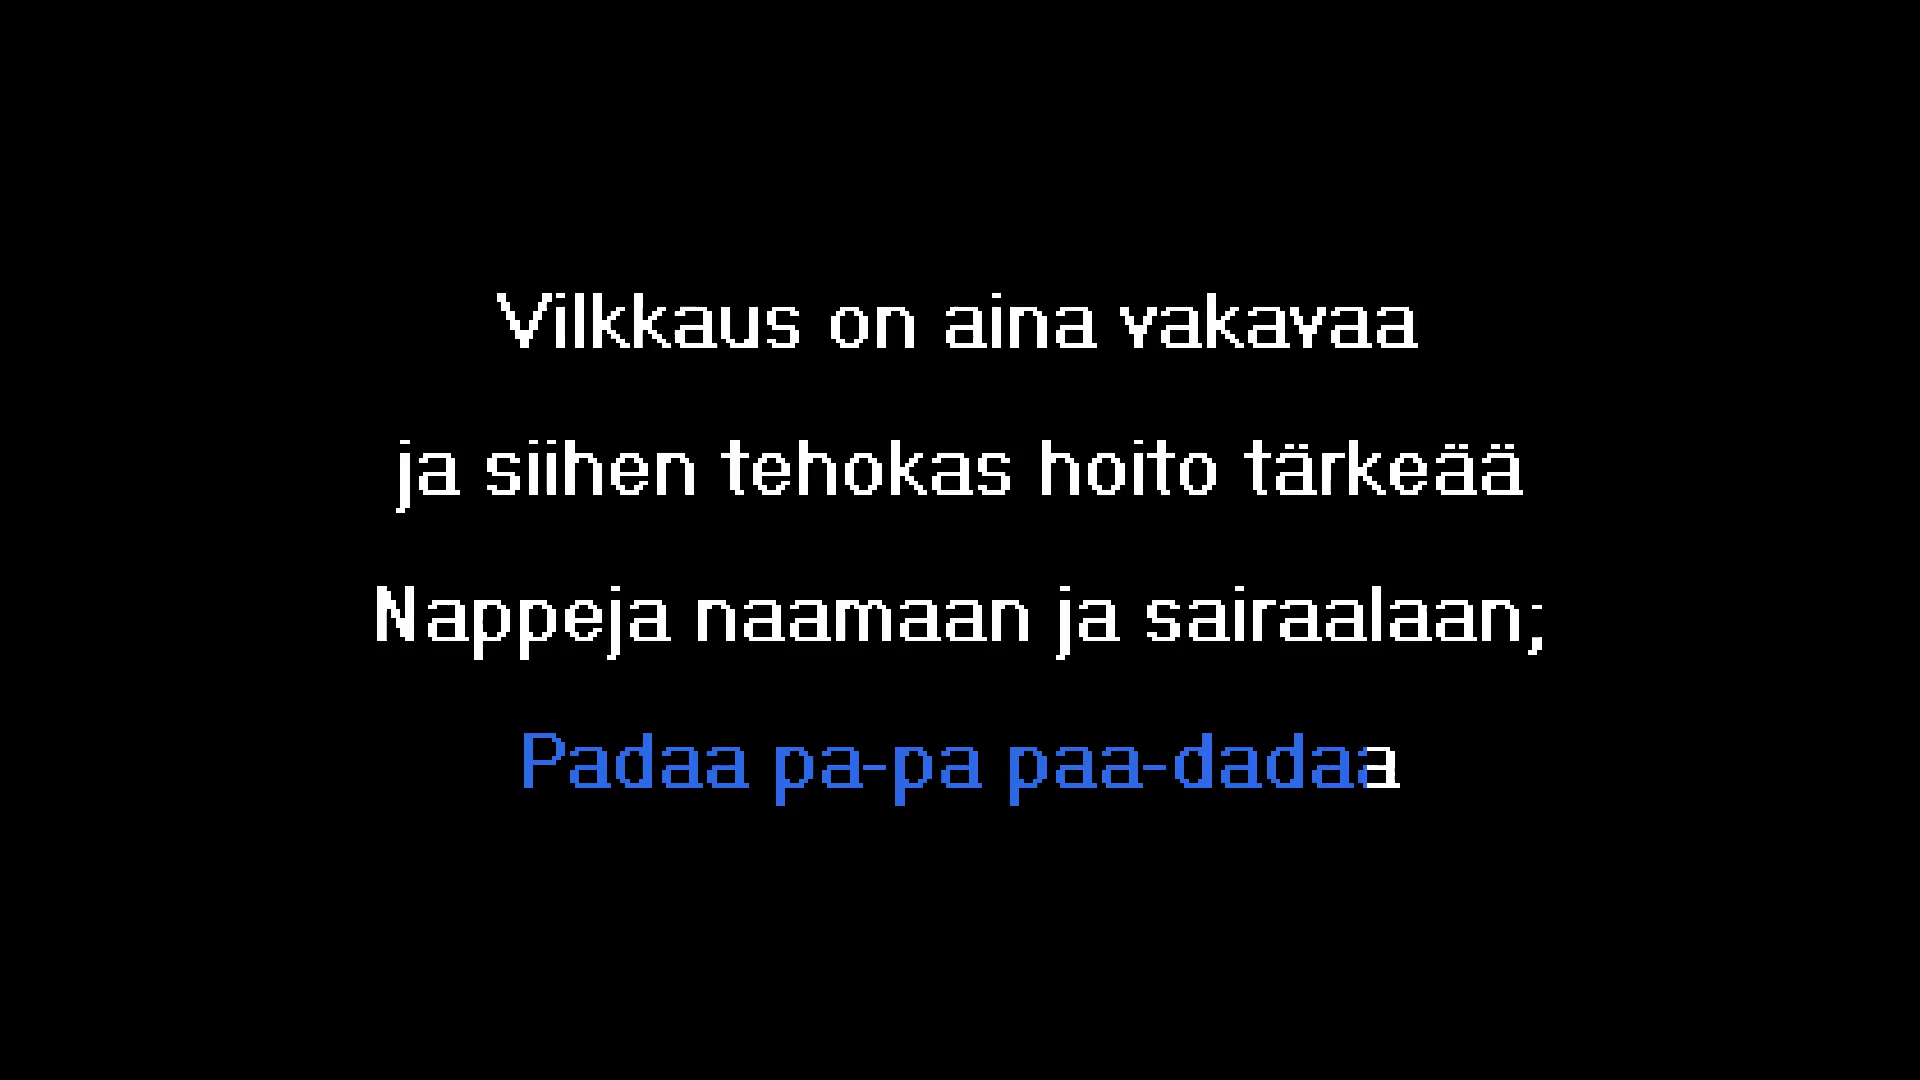 Vilkkaus on aina vakavaa
ja siihen tehokas hoito tärkeää
Nappeja naamaan ja sairaalaan;
Padaa pa-pa paa-dadaa